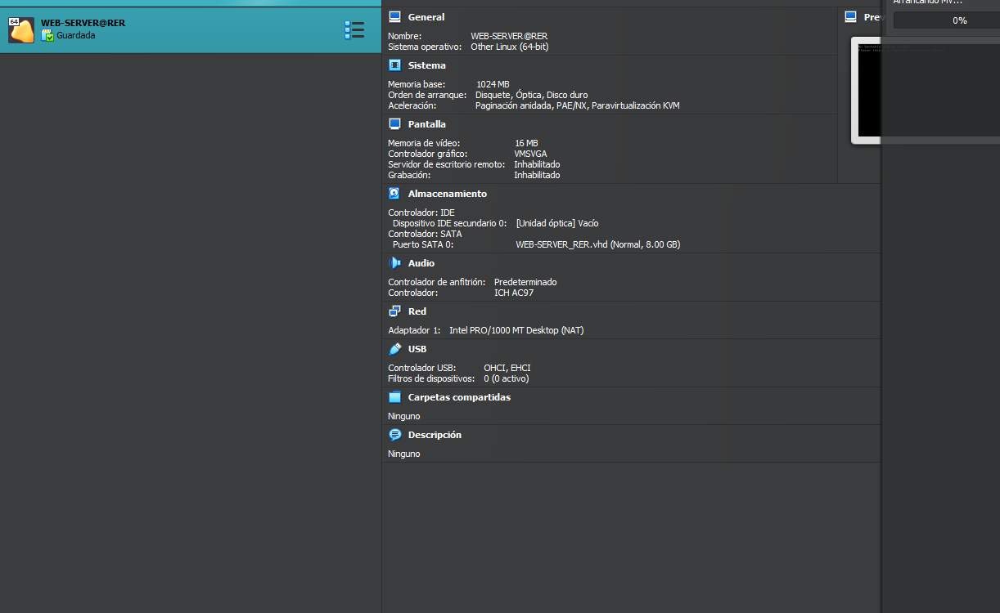 64
WEB-SERVER@RER
Guardada
General
Nombre: WEB-SERVER@RER
Sistema operativo: Other Linux (64-bit)
Sistema
Memoria base: 1024 MB
Orden de arranque: Disquete, Óptica, Disco duro
Aceleración: Paginación anidada, PAE/NX, Paravirtualización KVM
Pantalla
Memoria de vídeo: 16 MB
Controlador gráfico: VMSVGA
Servidor de escritorio remoto: Inhabilitado
Grabación: Inhabilitado
Almacenamiento
Controlador: IDE
Dispositivo IDE secundario 0: [Unidad óptica] Vacío
Controlador: SATA
Puerto SATA 0: WEB-SERVER_RER.vhd (Normal, 8.00 GB)
Audio
Controlador de anfitrión: Predeterminado
Controlador: ICH AC97
Red
Adaptador 1: Intel PRO/1000 MT Desktop (NAT)
USB
Controlador USB: OHCI, EHCI
Filtros de dispositivos: 0 (0 activo)
Carpetas compartidas
Ninguno
Descripción
Ninguno
Prev
Arrancando MV...
0%